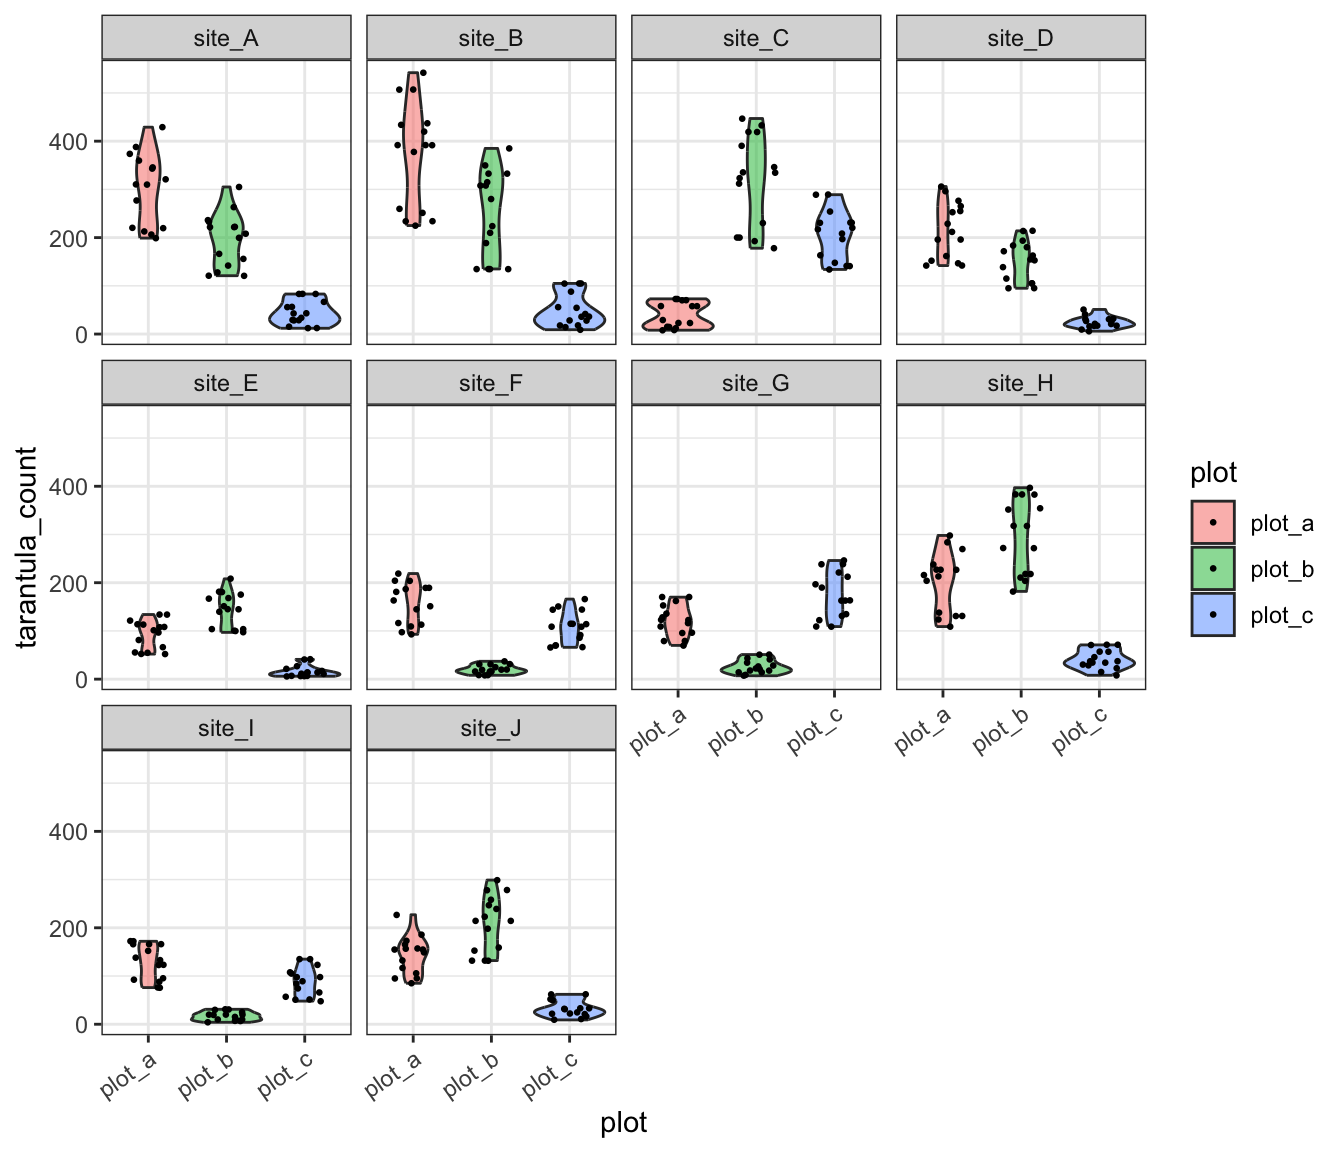 site_A site_B site_C site_D
400
200
0
site_E site_F site_G site_H
400
200
0
plot_a plot_b plot_c plot_a plot_b plot_c
site_I site_J
400
200
0
plot_a plot_b plot_c plot_a plot_b plot_c
plot
tarantula_count
plot
plot_a
plot_b
plot_c